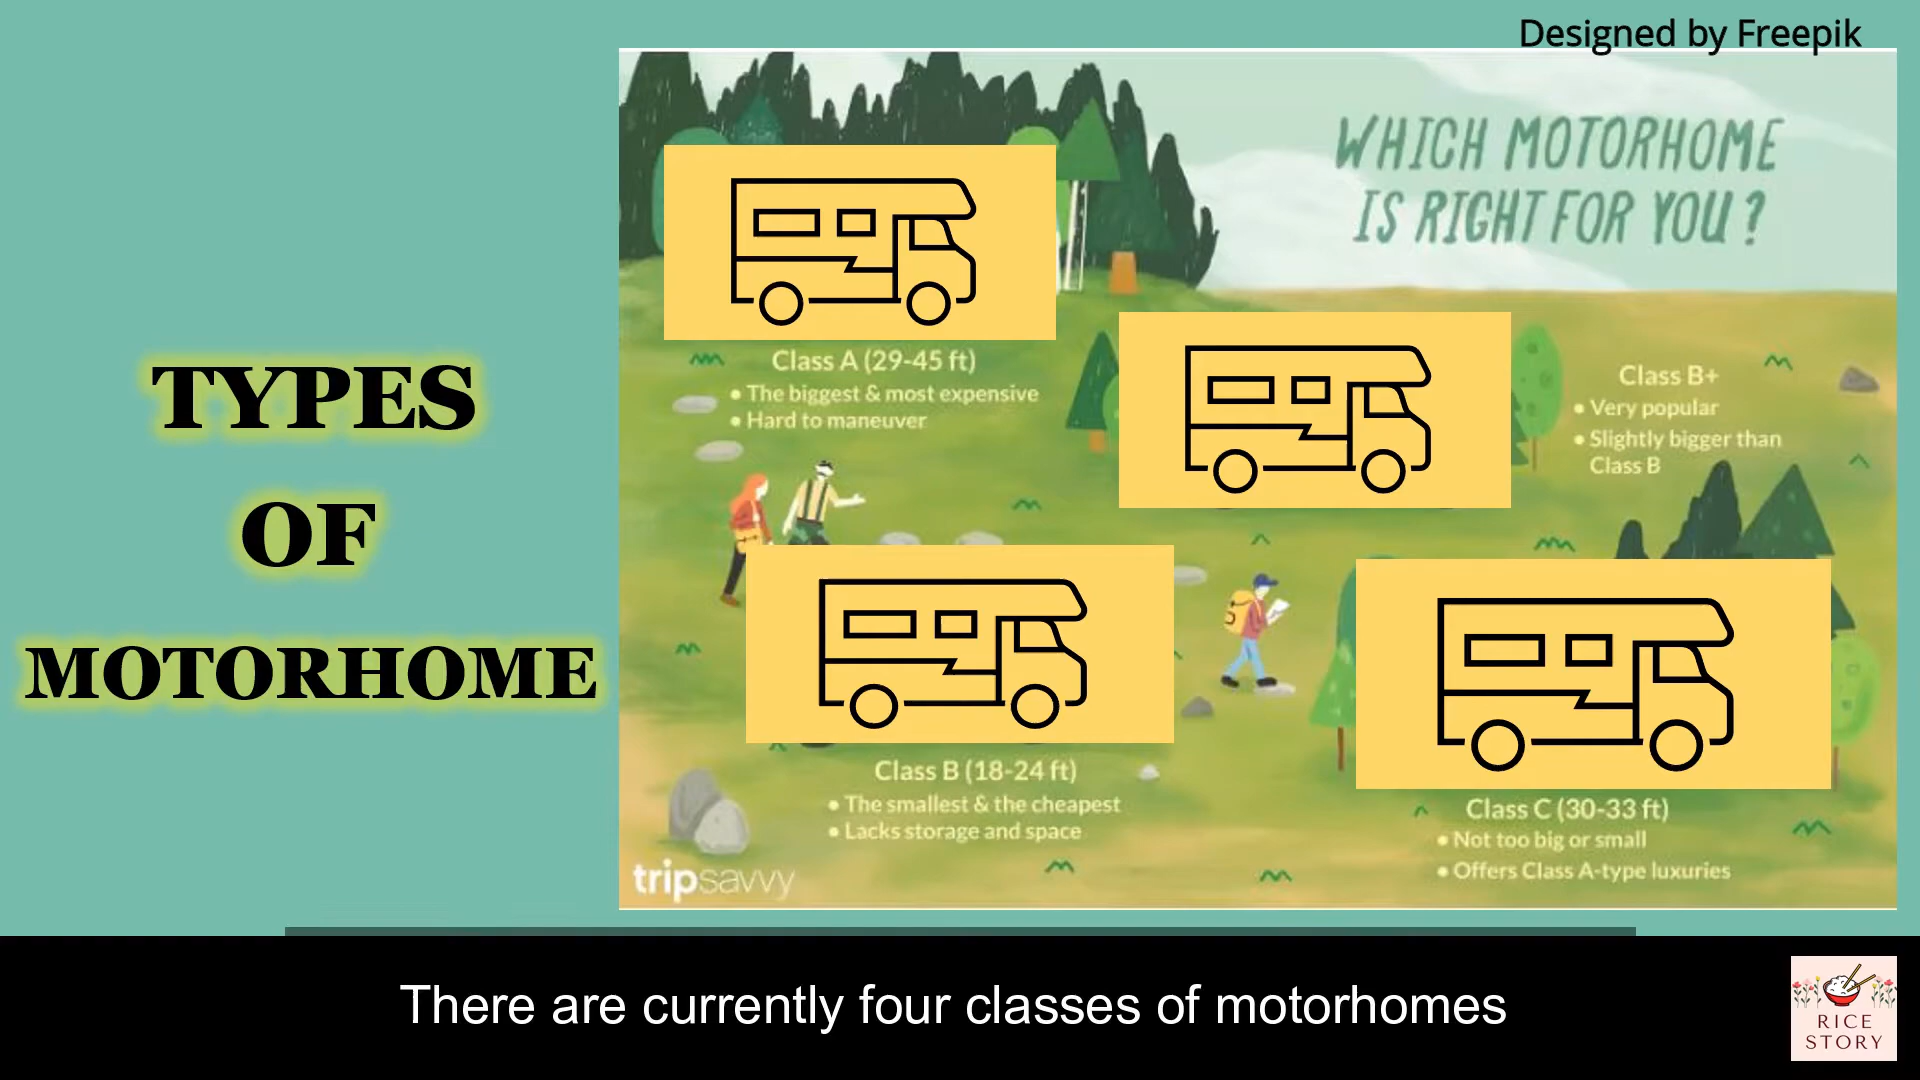 Designed by Freepik
WHICH MOTORHOME
IS RIGHT FOR YOU?
TYPES
OF
MOTORHOME
Class A (29-45 ft)
• The biggest & most expensive
• Hard to maneuver
Class B+
• Very popular
• Slightly bigger than
Class B
Class B (18-24 ft)
• The smallest & the cheapest
• Lacks storage and space
Class C (30-33 ft)
• Not too big or small
• Offers Class A-type luxuries
tripsavvy
There are currently four classes of motorhomes
RICE
STORY